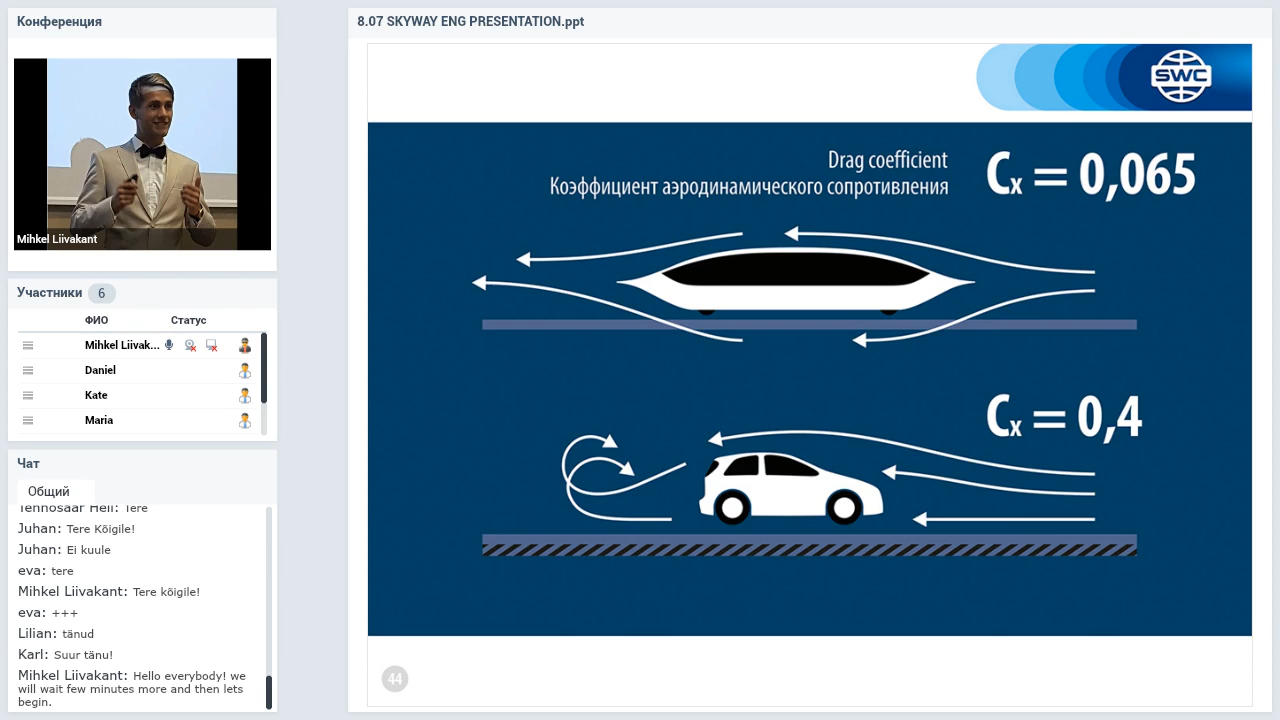 Конференция
Mihkel Liivakant
Участники 6
ФИО Статус
Mihkel Liivak...
Daniel
Kate
Maria
Чат
Общий
Tennosaar Heli: Tere
Juhan: Tere Kõigile!
Juhan: Ei kuule
eva: tere
Mihkel Liivakant: Tere kõigile!
eva: +++
Lilian: tänud
Karl: Suur tänu!
Mihkel Liivakant: Hello everybody! we
will wait few minutes more and then lets
begin.
8.07 SKYWAY ENG PRESENTATION.ppt
SWC
Drag coefficient
Коэффициент аэродинамического сопротивления
Cx = 0,065
Cx = 0,4
44